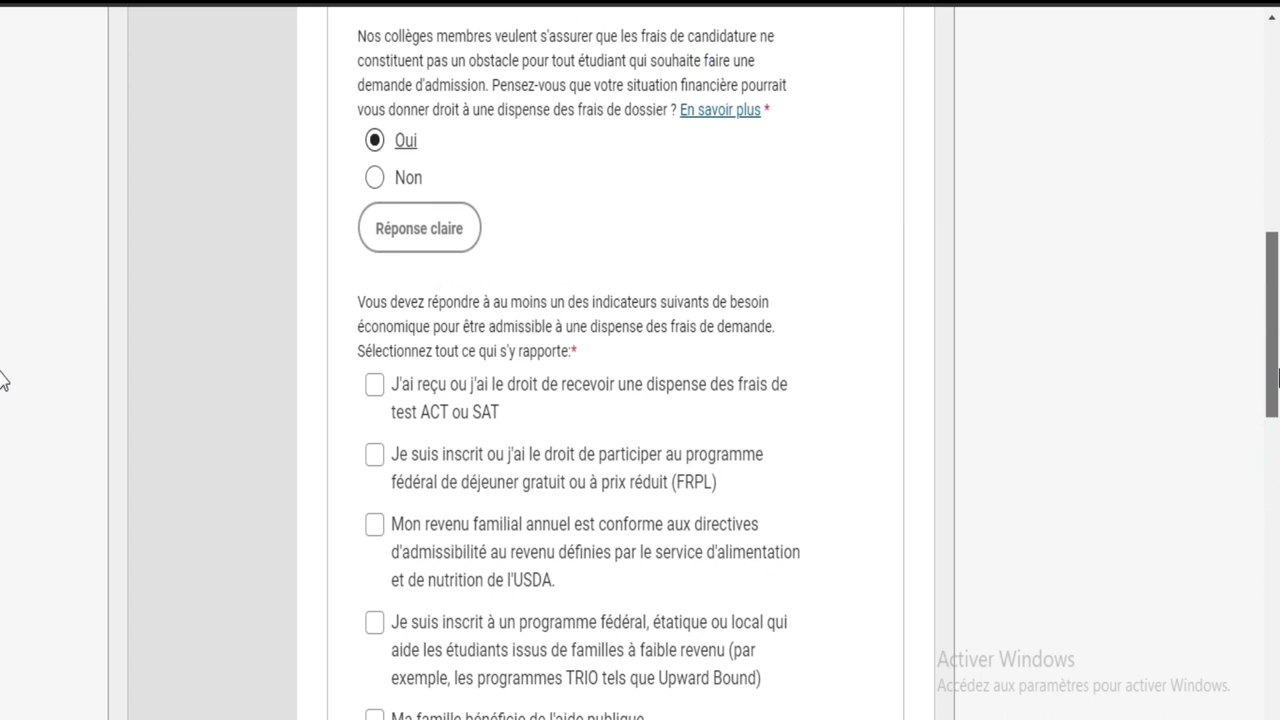 Nos collèges membres veulent s'assurer que les frais de candidature ne
constituent pas un obstacle pour tout étudiant qui souhaite faire une
demande d'admission. Pensez-vous que votre situation financière pourrait
vous donner droit à une dispense des frais de dossier ? En savoir plus *
Oui
Non
Réponse claire
Vous devez répondre à au moins un des indicateurs suivants de besoin
économique pour être admissible à une dispense des frais de demande.
Sélectionnez tout ce qui s'y rapporte:*
J'ai reçu ou j'ai le droit de recevoir une dispense des frais de
test ACT ou SAT
Je suis inscrit ou j'ai le droit de participer au programme
fédéral de déjeuner gratuit ou à prix réduit (FRPL)
Mon revenu familial annuel est conforme aux directives
d'admissibilité au revenu définies par le service d'alimentation
et de nutrition de l'USDA.
Je suis inscrit à un programme fédéral, étatique ou local qui
aide les étudiants issus de familles à faible revenu (par
exemple, les programmes TRIO tels que Upward Bound)
Ma famille bénéficie de l'aide publique
Activer Windows
Accédez aux paramètres pour activer Windows.